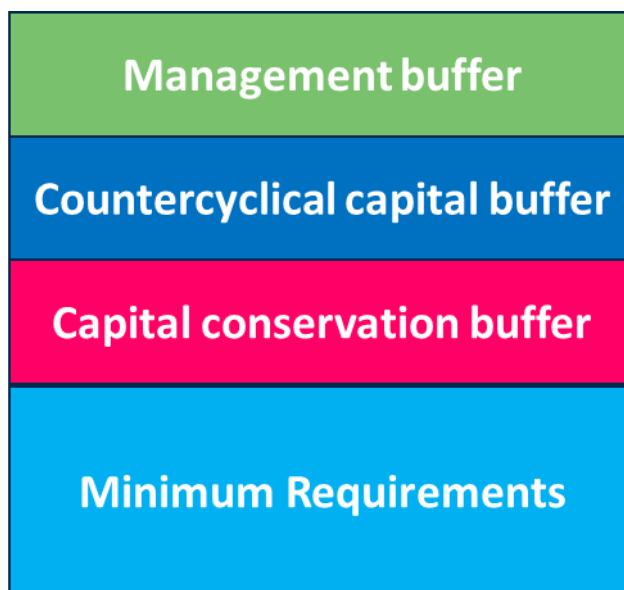 Management buffer
Countercyclical capital buffer
Capital conservation buffer
Minimum Requirements